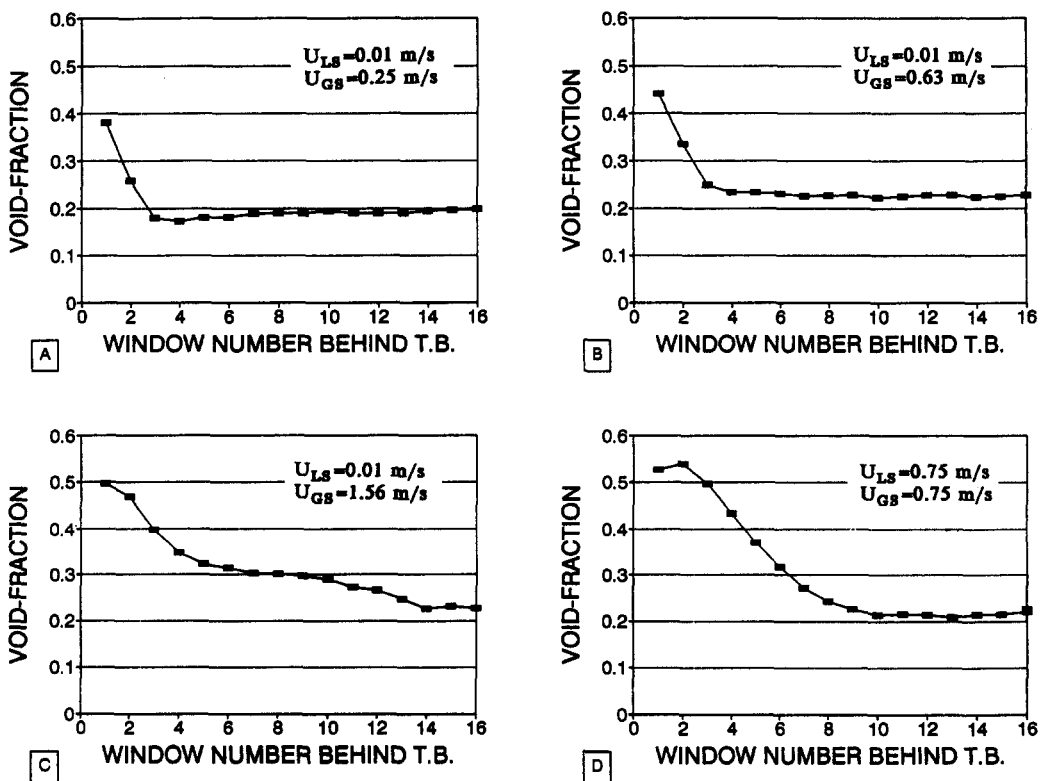 0.6
0.5
0.4
0.3
0.2
0.1
0
VOID-FRACTION
U_LS=0.01 m/s
U_GS=0.25 m/s
0 2 4 6 8 10 12 14 16
WINDOW NUMBER BEHIND T.B.
A
0.6
0.5
0.4
0.3
0.2
0.1
0
VOID-FRACTION
U_LS=0.01 m/s
U_GS=0.63 m/s
0 2 4 6 8 10 12 14 16
WINDOW NUMBER BEHIND T.B.
B
0.6
0.5
0.4
0.3
0.2
0.1
0
VOID-FRACTION
U_LS=0.01 m/s
U_GS=1.56 m/s
0 2 4 6 8 10 12 14 16
WINDOW NUMBER BEHIND T.B.
C
0.6
0.5
0.4
0.3
0.2
0.1
0
VOID-FRACTION
U_LS=0.75 m/s
U_GS=0.75 m/s
0 2 4 6 8 10 12 14 16
WINDOW NUMBER BEHIND T.B.
D